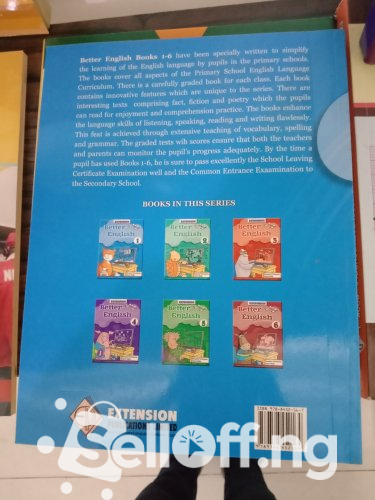 Better English Books 1-6 have been specially written to simplify
the learning of the English language by pupils in the primary schools.
The books cover all aspects of the Primary School English Language
Curriculum. There is a carefully graded book for each class. Each book
contains innovative features which are unique to the series. There are
interesting texts comprising fact, fiction and poetry which the pupils
can read for enjoyment and comprehension practice. The books enhance
the language skills of listening, speaking, reading and writing flawlessly.
This feat is achieved through extensive teaching of vocabulary, spelling
and grammar. The graded tests wih scores ensure that both the teachers
and parents can monitor the pupil's progress adequately. By the time a
pupil has used Books 1-6, he is sure to pass excellently the School Leaving
Certificate Examination well and the Common Entrance Exaamination to
the Secondary School.
BOOKS IN THIS SERIES
Better English 1
Better English 2
Better English 3
Better English 4
Better English 5
Better English 6
EXTENSION
PUBLICATIONS LIMITED
ISBN 978-8452-
SellOff.ng